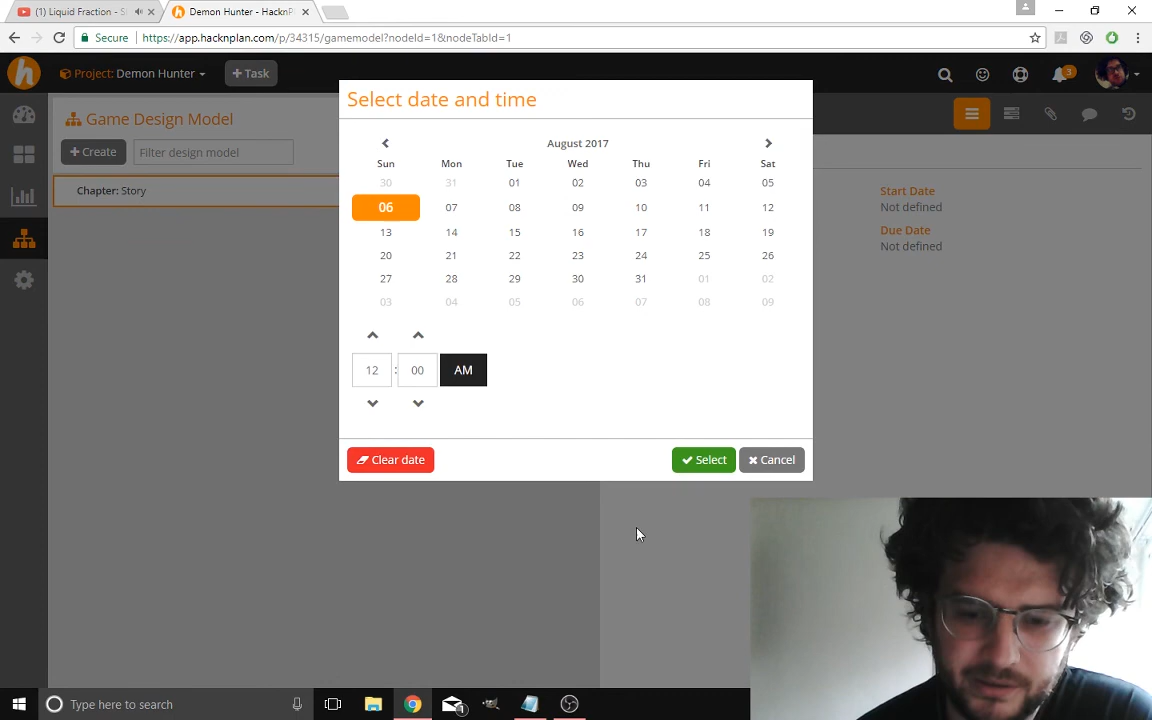 (1) Liquid Fraction - S
Demon Hunter - HacknP
Secure
https://app.hacknplan.com/p/34315/gamemodel?nodeId=1&nodeTabId=1
h
Project: Demon Hunter
+ Task
3
Game Design Model
+ Create
Filter design model
Chapter: Story
Start Date
Not defined
Due Date
Not defined
Select date and time
August 2017
Sun Mon Tue Wed Thu Fri Sat
30 31 01 02 03 04 05
06 07 08 09 10 11 12
13 14 15 16 17 18 19
20 21 22 23 24 25 26
27 28 29 30 31 01 02
03 04 05 06 07 08 09
12 : 00 AM
Clear date
Select
Cancel
Type here to search
1